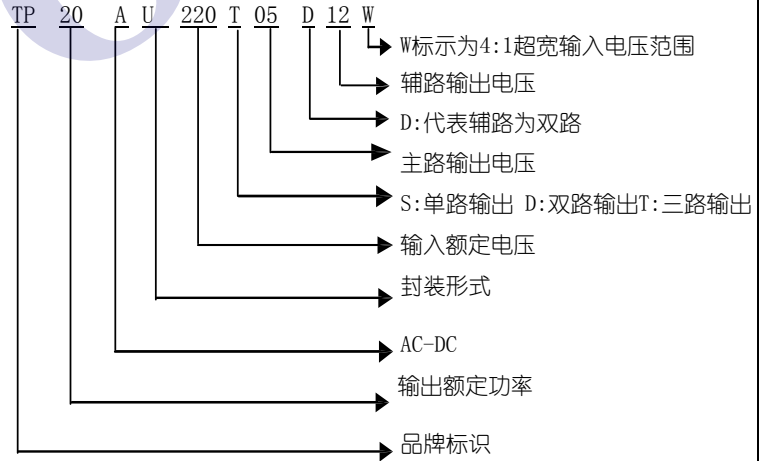 TP 20 A U 220 T 05 D 12 W
W标示为4:1超宽输入电压范围
辅路输出电压
D:代表辅路为双路
主路输出电压
S:单路输出 D:双路输出T:三路输出
输入额定电压
封装形式
AC-DC
输出额定功率
品牌标识